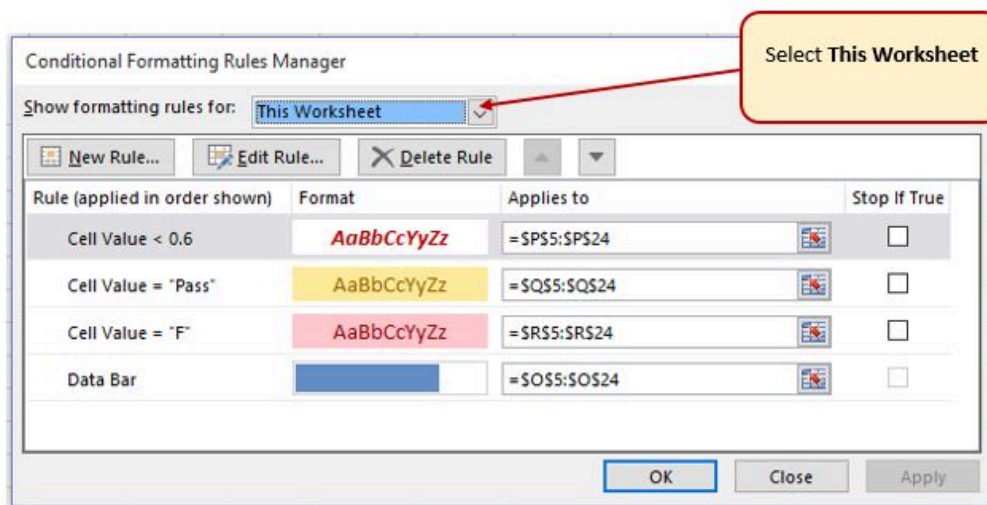 Select This Worksheet
Conditional Formatting Rules Manager
Show formatting rules for: This Worksheet
New Rule... Edit Rule... Delete Rule
Rule (applied in order shown) Format Applies to Stop If True
Cell Value < 0.6 AaBbCcYyZz =$P$5:$P$24
Cell Value = "Pass" AaBbCcYyZz =$Q$5:$Q$24
Cell Value = "F" AaBbCcYyZz =$R$5:$R$24
Data Bar =$O$5:$O$24
OK Close Apply